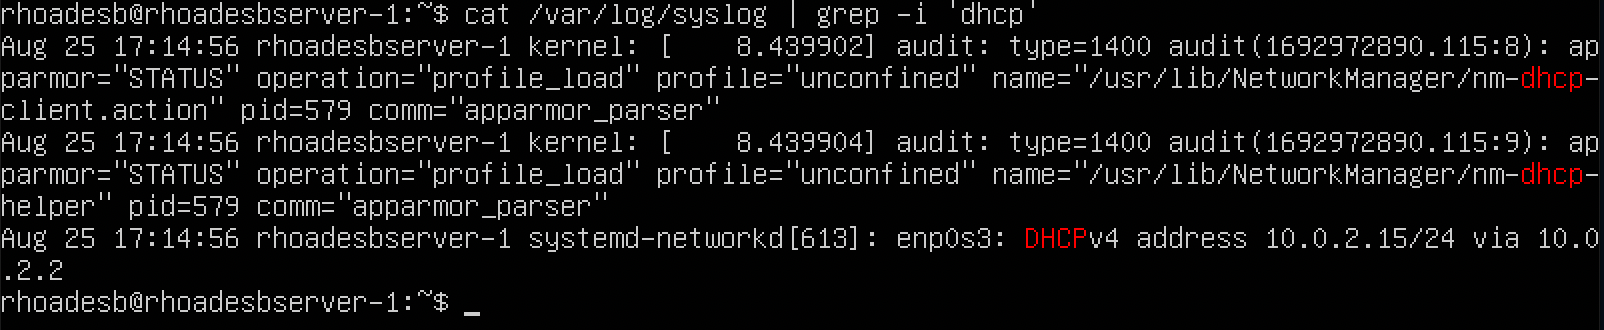 rhoadesb@rhoadesbserver-1:~$ cat /var/log/syslog | grep -i 'dhcp'
Aug 25 17:14:56 rhoadesbserver-1 kernel: [    8.439902] audit: type=1400 audit(1692972890.115:8): ap
parmor="STATUS" operation="profile_load" profile="unconfined" name="/usr/lib/NetworkManager/nm-dhcp-
client.action" pid=579 comm="apparmor_parser"
Aug 25 17:14:56 rhoadesbserver-1 kernel: [    8.439904] audit: type=1400 audit(1692972890.115:9): ap
parmor="STATUS" operation="profile_load" profile="unconfined" name="/usr/lib/NetworkManager/nm-dhcp-
helper" pid=579 comm="apparmor_parser"
Aug 25 17:14:56 rhoadesbserver-1 systemd-networkd[613]: enp0s3: DHCPv4 address 10.0.2.15/24 via 10.0
.2.2
rhoadesb@rhoadesbserver-1:~$ _